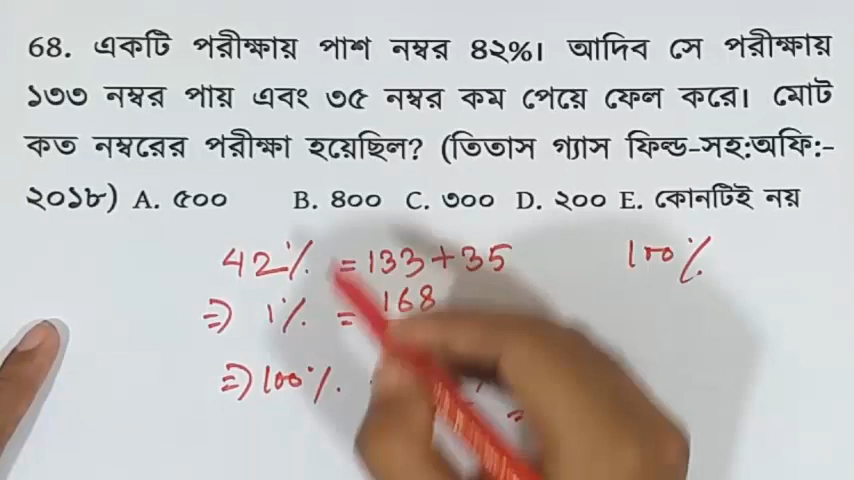 68. একটি পরীক্ষায় পাশ নম্বর ৪২%। আদিব সে পরীক্ষায়
১৩৩ নম্বর পায় এবং ৩৫ নম্বর কম পেয়ে ফেল করে। মোট
কত নম্বরের পরীক্ষা হয়েছিল? (তিতাস গ্যাস ফিল্ড-সহ:অফি:-
২০১৮) A. ৫০০ B. ৪০০ C. ৩০০ D. ২০০ E. কোনটিই নয়
42% = 133+35 100%
⇒ 1% = 168
⇒ 100%
=